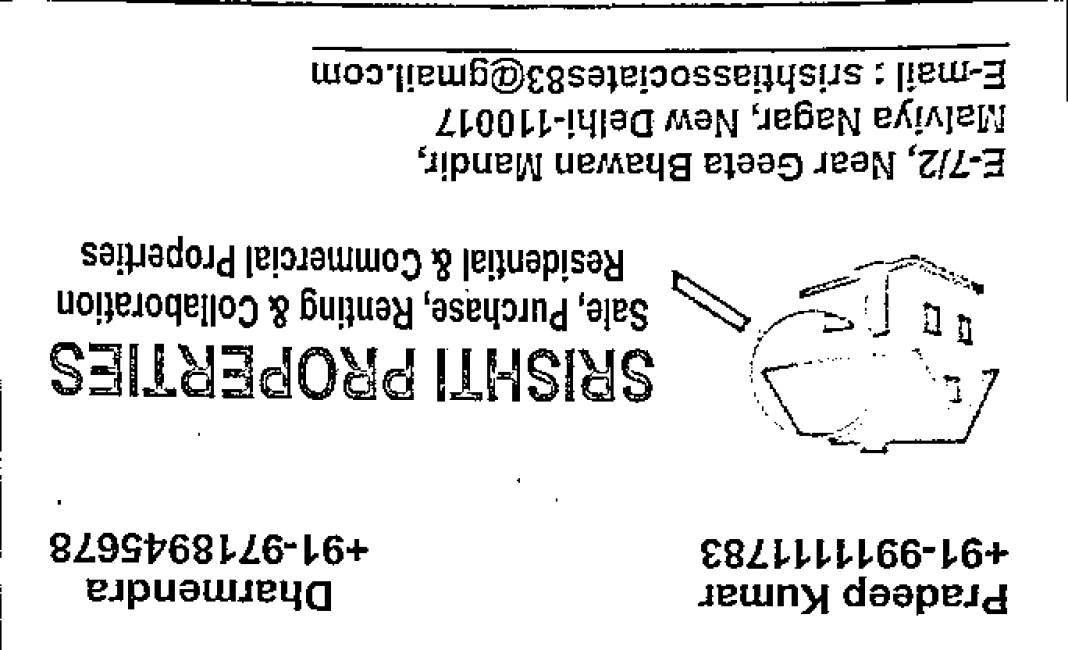 Pradeep Kumar
+91-9911111783
Dharmendra
+91-9718945678
SRISHTI PROPERTIES
Sale, Purchase, Renting & Collaboration
Residential & Commercial Properties
E-7/2, Near Geeta Bhawan Mandir,
Malviya Nagar, New Delhi-110017
E-mail : srishtiassociates83@gmail.com